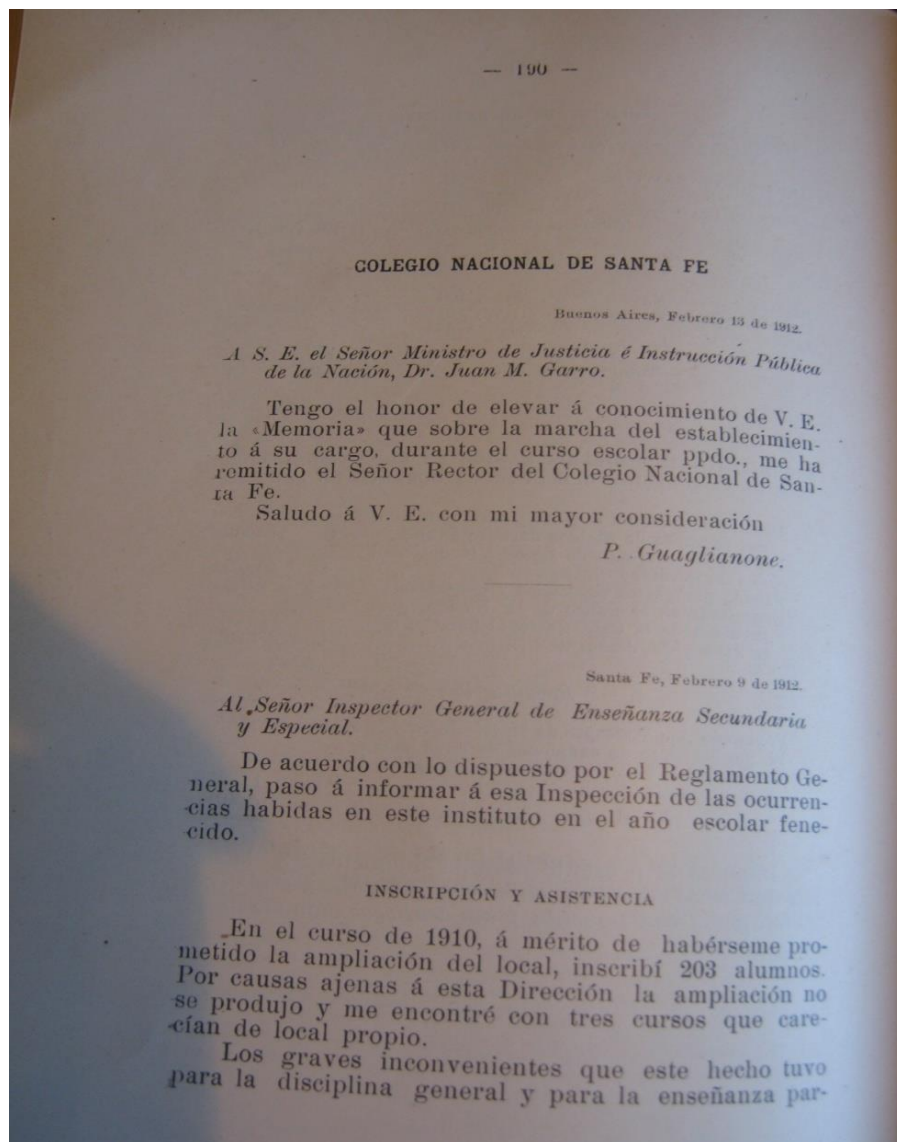 — 190 —
COLEGIO NACIONAL DE SANTA FE
Buenos Aires, Febrero 13 de 1912.
A S. E. el Señor Ministro de Justicia é Instrucción Pública
de la Nación, Dr. Juan M. Garro.
Tengo el honor de elevar á conocimiento de V. E.
la «Memoria» que sobre la marcha del establecimien-
to á su cargo, durante el curso escolar ppdo., me ha
remitido el Señor Rector del Colegio Nacional de San-
ta Fe.
Saludo á V. E. con mi mayor consideración
P. Guaglianone.
Santa Fe, Febrero 9 de 1912.
Al Señor Inspector General de Enseñanza Secundaria
y Especial.
De acuerdo con lo dispuesto por el Reglamento Ge-
neral, paso á informar á esa Inspección de las ocurren-
cias habidas en este instituto en el año escolar fene-
cido.
INSCRIPCIÓN Y ASISTENCIA
En el curso de 1910, á mérito de habérseme pro-
metido la ampliación del local, inscribí 203 alumnos.
Por causas ajenas á esta Dirección la ampliación no
se produjo y me encontré con tres cursos que care-
cían de local propio.
Los graves inconvenientes que este hecho tuvo
para la disciplina general y para la enseñanza par-